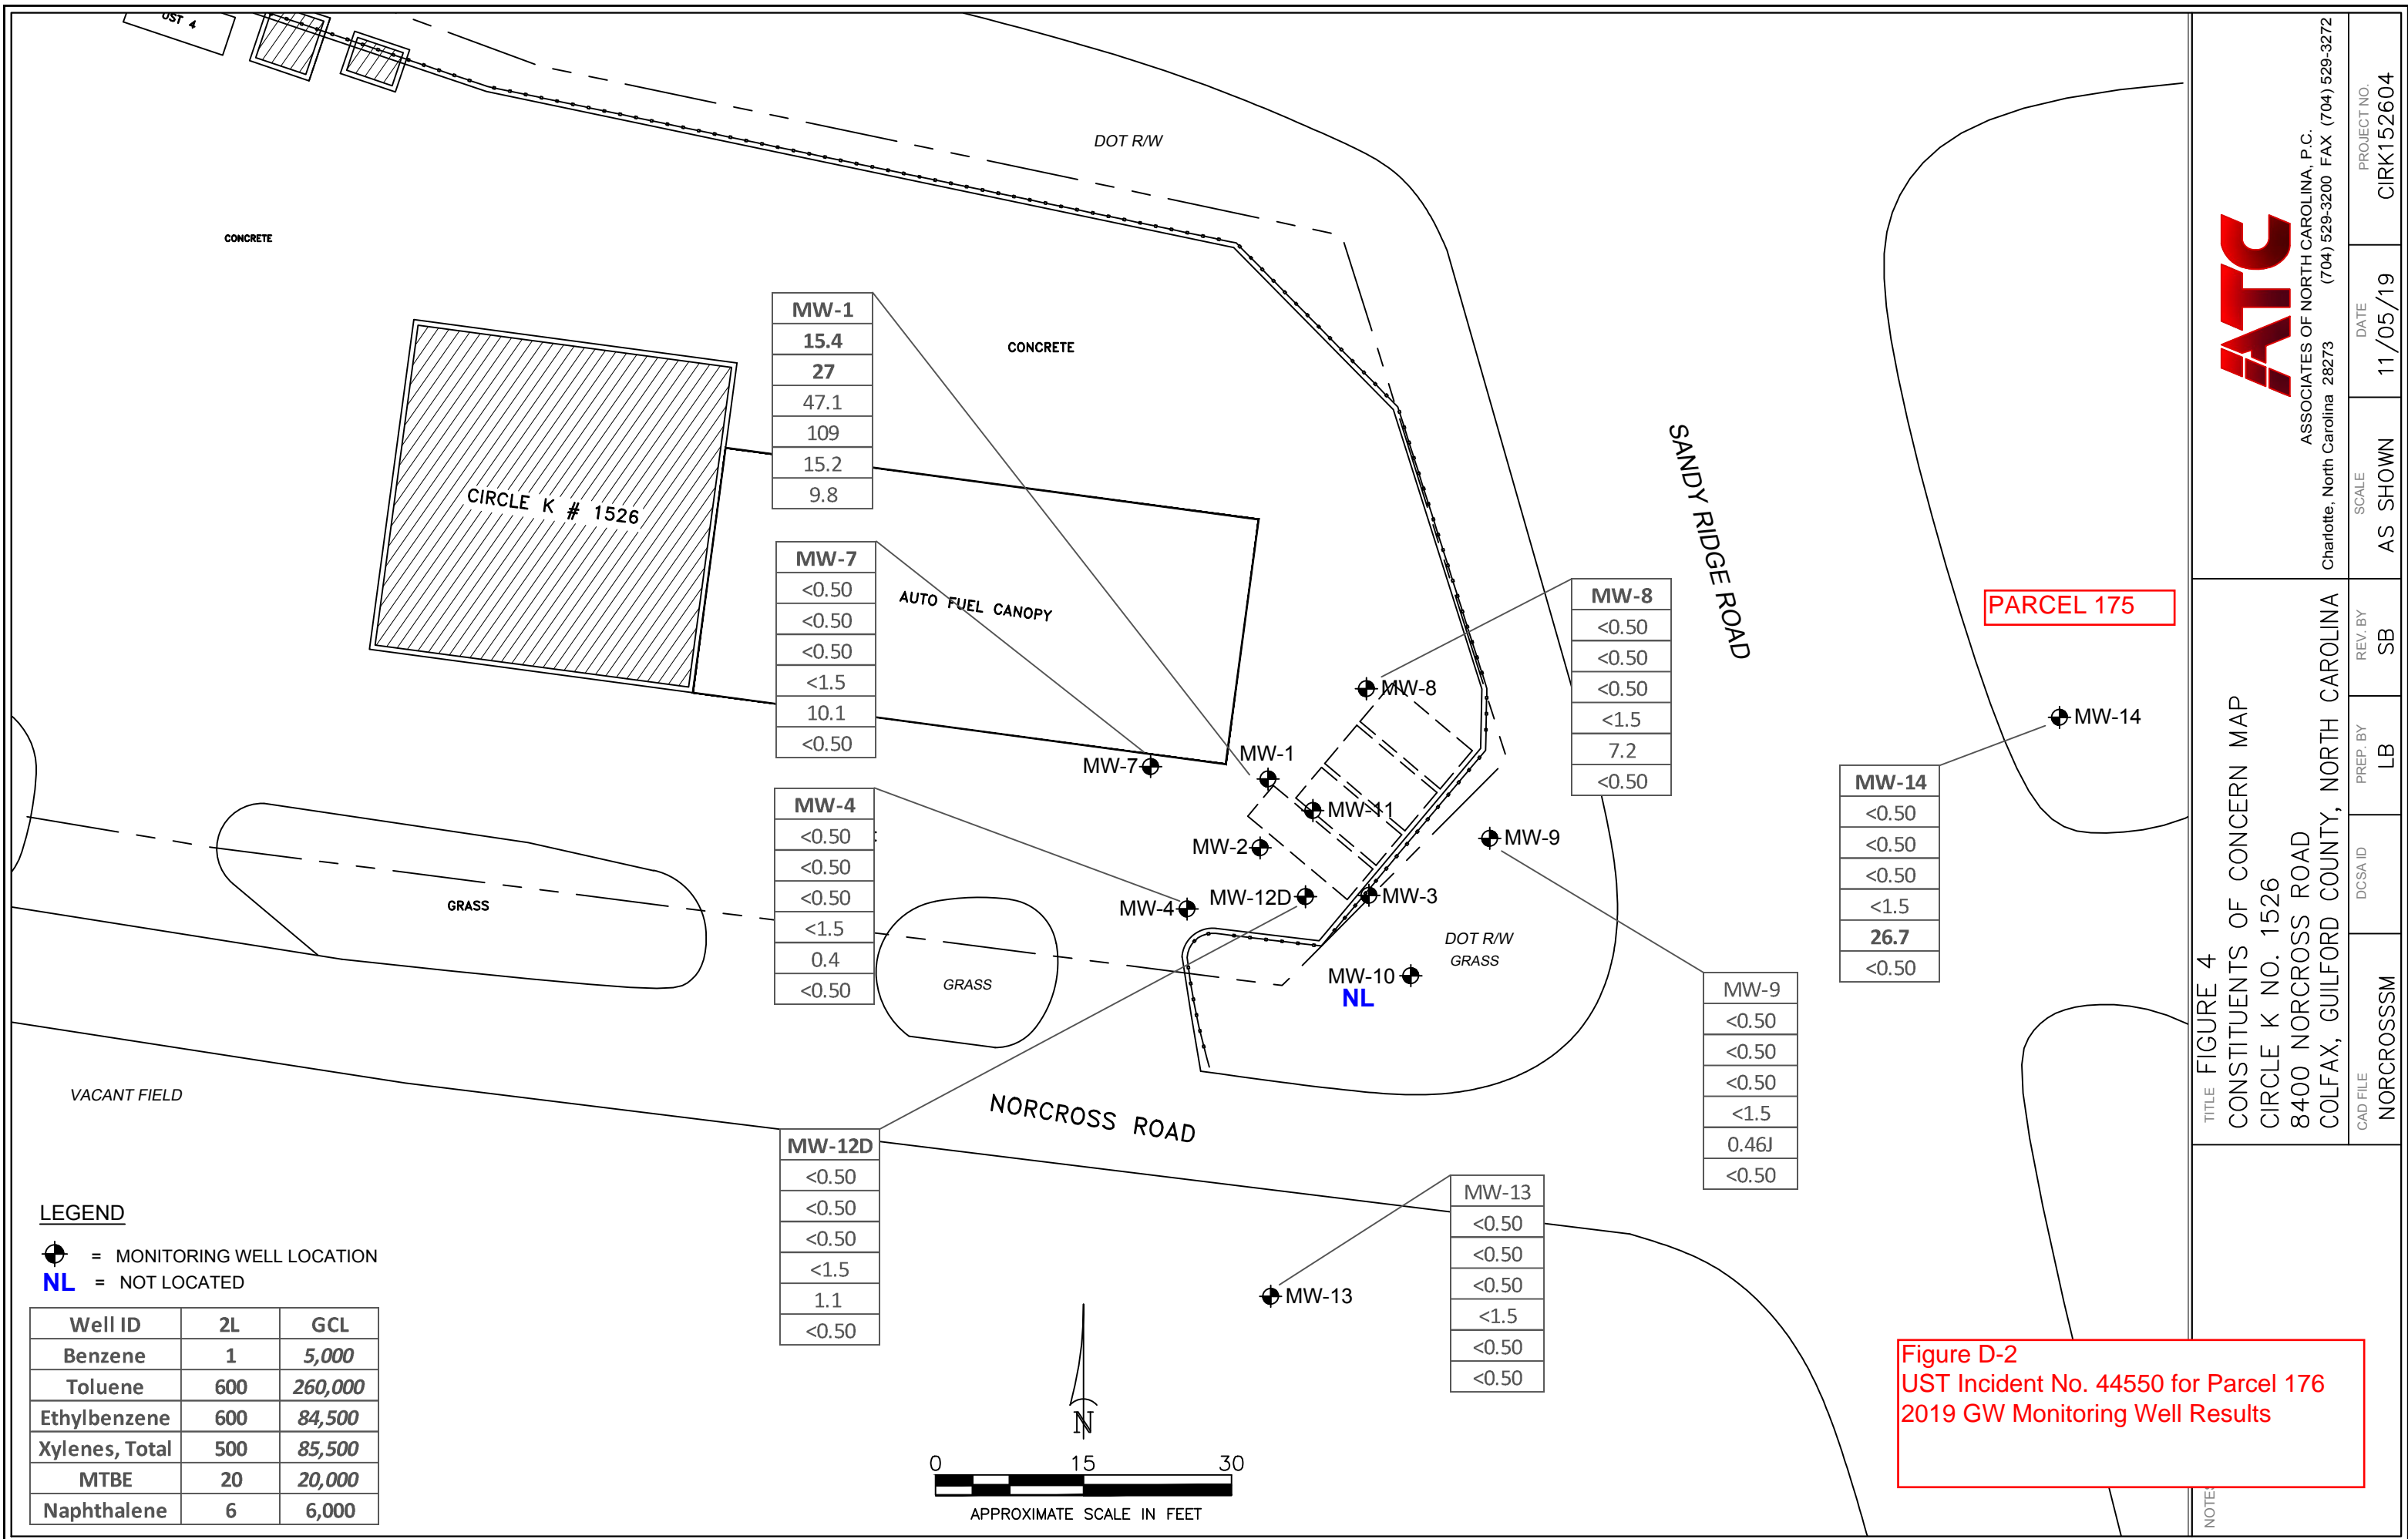 UST 4
DOT R/W
CONCRETE
CONCRETE
CIRCLE K # 1526
AUTO FUEL CANOPY
SANDY RIDGE ROAD
PARCEL 175
MW-1
15.4
27
47.1
109
15.2
9.8
MW-7
<0.50
<0.50
<0.50
<1.5
10.1
<0.50
MW-8
<0.50
<0.50
<0.50
<1.5
7.2
<0.50
MW-4
<0.50
<0.50
<0.50
<1.5
0.4
<0.50
MW-14
<0.50
<0.50
<0.50
<1.5
26.7
<0.50
MW-9
<0.50
<0.50
<0.50
<1.5
0.46J
<0.50
MW-12D
<0.50
<0.50
<0.50
<1.5
1.1
<0.50
MW-13
<0.50
<0.50
<0.50
<1.5
<0.50
<0.50
MW-8
MW-14
MW-7
MW-1
MW-11
MW-2
MW-9
MW-4
MW-12D
MW-3
MW-10
NL
MW-13
DOT R/W
GRASS
GRASS
GRASS
VACANT FIELD
NORCROSS ROAD
LEGEND
= MONITORING WELL LOCATION
NL = NOT LOCATED
Well ID 2L GCL
Benzene 1 5,000
Toluene 600 260,000
Ethylbenzene 600 84,500
Xylenes, Total 500 85,500
MTBE 20 20,000
Naphthalene 6 6,000
N
0 15 30
APPROXIMATE SCALE IN FEET
Figure D-2
UST Incident No. 44550 for Parcel 176
2019 GW Monitoring Well Results
ATC
ASSOCIATES OF NORTH CAROLINA, P.C.
Charlotte, North Carolina 28273 (704) 529-3200 FAX (704) 529-3272
TITLE FIGURE 4
CONSTITUENTS OF CONCERN MAP
CIRCLE K NO. 1526
8400 NORCROSS ROAD
COLFAX, GUILFORD COUNTY, NORTH CAROLINA
CAD FILE
NORCROSSSM
DCSA ID
PREP. BY
LB
REV. BY
SB
SCALE
AS SHOWN
DATE
11/05/19
PROJECT NO.
CIRK152604